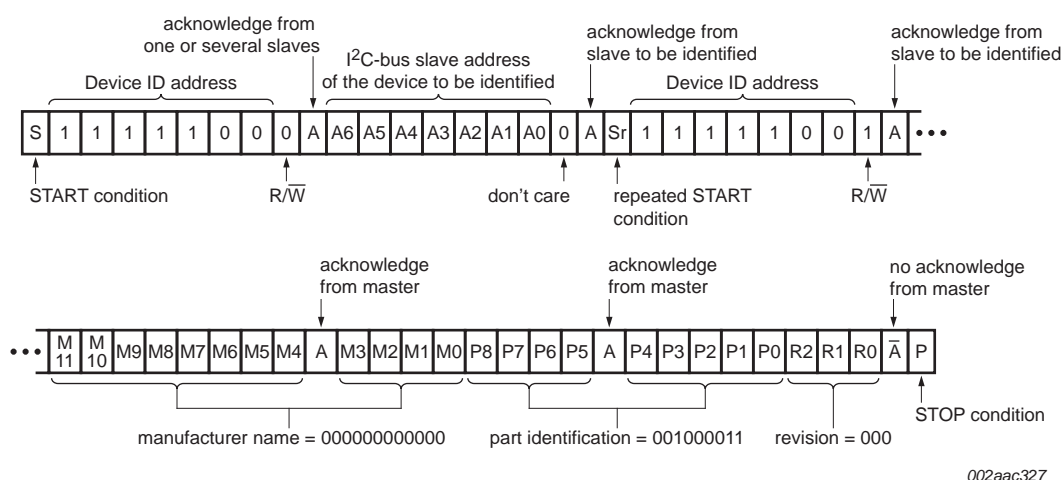 acknowledge from
one or several slaves
acknowledge from
slave to be identified
acknowledge from
slave to be identified
I2C-bus slave address
of the device to be identified
Device ID address
Device ID address
S 1 1 1 1 1 0 0 0 A A6 A5 A4 A3 A2 A1 A0 0 A Sr 1 1 1 1 1 0 0 1 A •••
START condition
R/W̅
don't care
repeated START
condition
R/W̅
acknowledge
from master
acknowledge
from master
no acknowledge
from master
••• M11 M10 M9 M8 M7 M6 M5 M4 A M3 M2 M1 M0 P8 P7 P6 P5 A P4 P3 P2 P1 P0 R2 R1 R0 A̅ P
STOP condition
manufacturer name = 000000000000
part identification = 001000011
revision = 000
002aac327